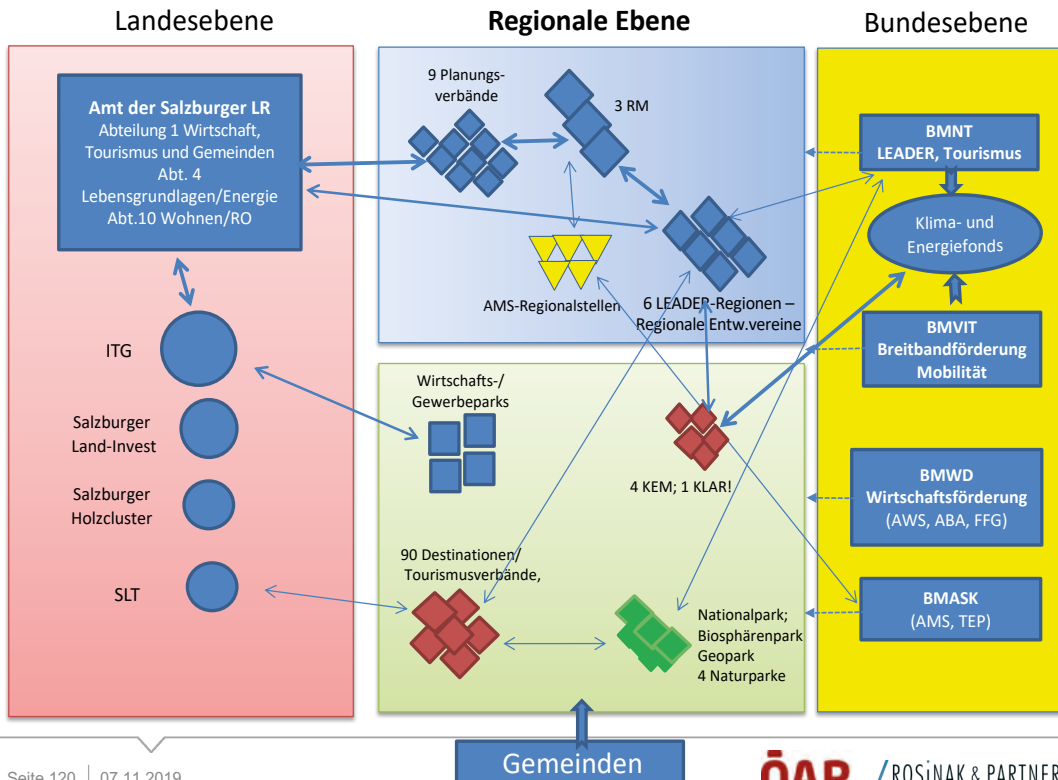 Landesebene
Regionale Ebene
Bundesebene
Amt der Salzburger LR
Abteilung 1 Wirtschaft,
Tourismus und Gemeinden
Abt. 4
Lebensgrundlagen/Energie
Abt.10 Wohnen/RO
ITG
Salzburger
Land-Invest
Salzburger
Holzcluster
SLT
9 Planungs-
verbände
3 RM
AMS-Regionalstellen
6 LEADER-Regionen –
Regionale Entw.vereine
Wirtschafts-/
Gewerbeparks
4 KEM; 1 KLAR!
90 Destinationen/
Tourismusverbände,
Nationalpark;
Biosphärenpark
Geopark
4 Naturparke
BMNT
LEADER, Tourismus
Klima- und
Energiefonds
BMVIT
Breitbandförderung
Mobilität
BMWD
Wirtschaftsförderung
(AWS, ABA, FFG)
BMASK
(AMS, TEP)
Gemeinden
Seite 120 | 07.11.2019
ÖAR
/ ROSiNAK & PARTNER